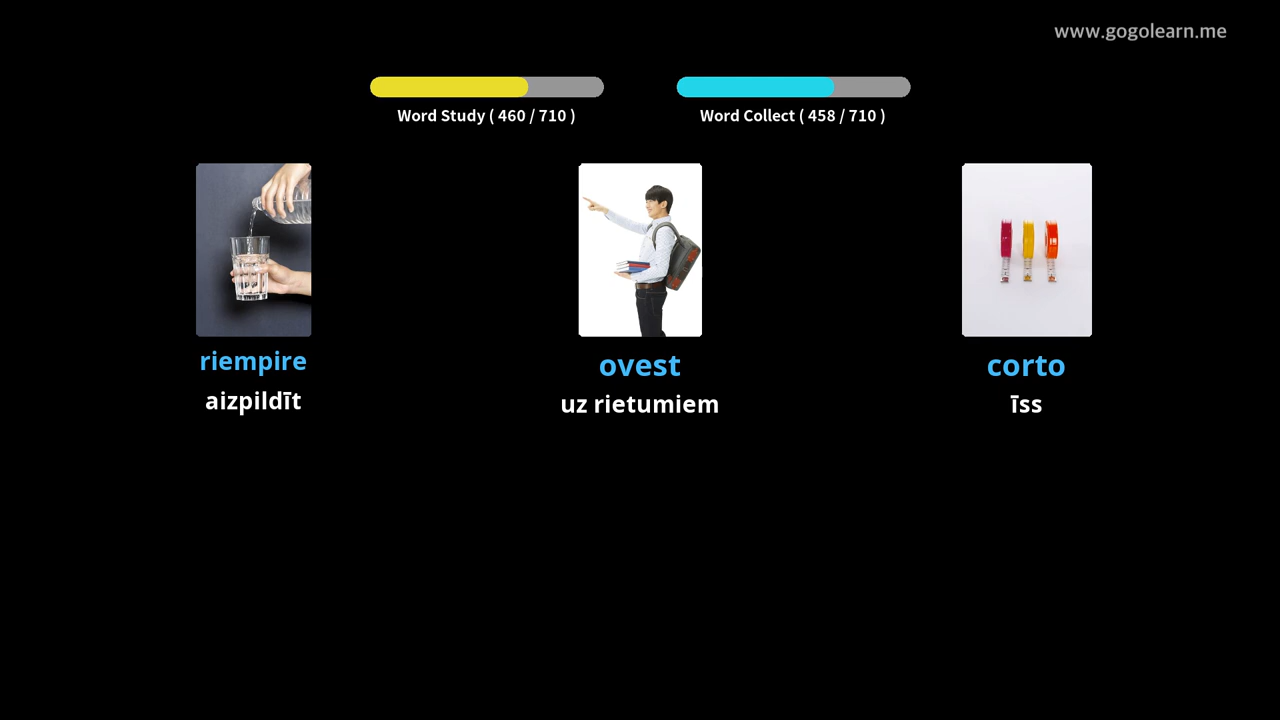 www.gogolearn.me
Word Study ( 460 / 710 )
Word Collect ( 458 / 710 )
riempire
aizpildīt
ovest
uz rietumiem
corto
īss